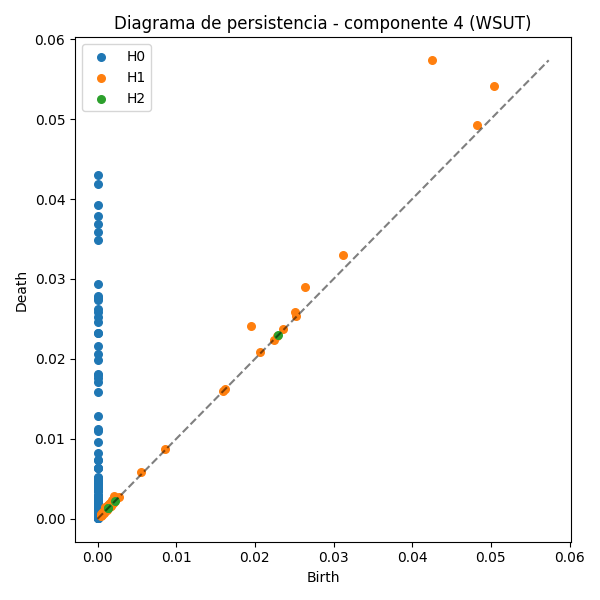 Diagrama de persistencia - componente 4 (WSUT)
H0
H1
H2
0.06
0.05
0.04
0.03
0.02
0.01
0.00
Death
0.00 0.01 0.02 0.03 0.04 0.05 0.06
Birth